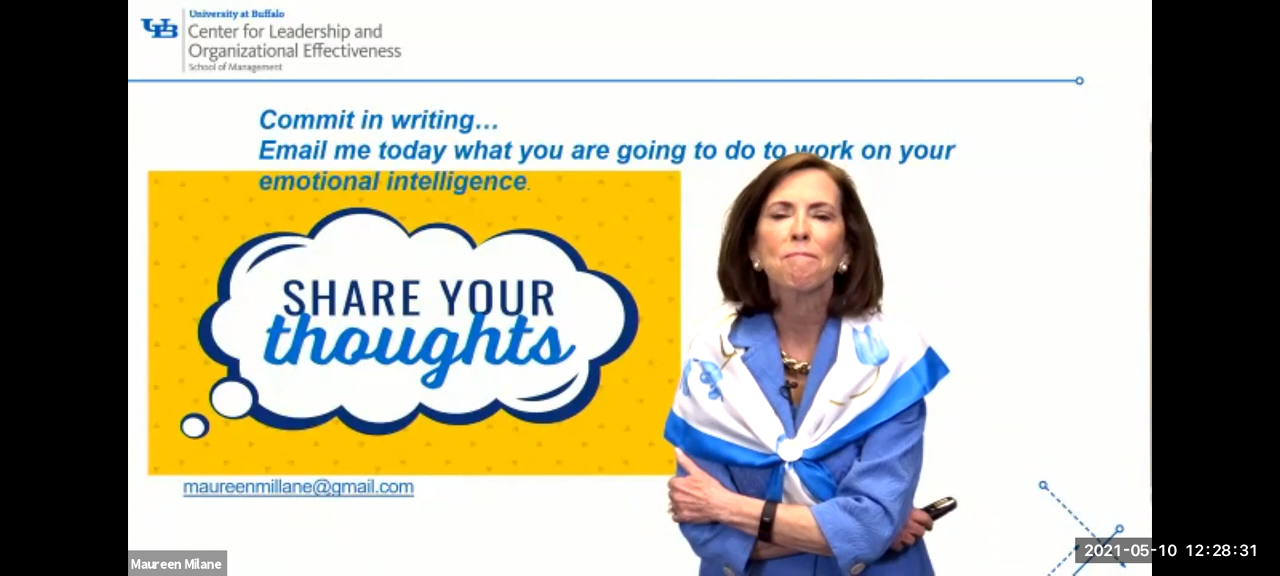 University at Buffalo
Center for Leadership and
Organizational Effectiveness
School of Management
Commit in writing…
Email me today what you are going to do to work on your
emotional intelligence.
SHARE YOUR
thoughts
maureenmillane@gmail.com
Maureen Milane
2021-05-10 12:28:31